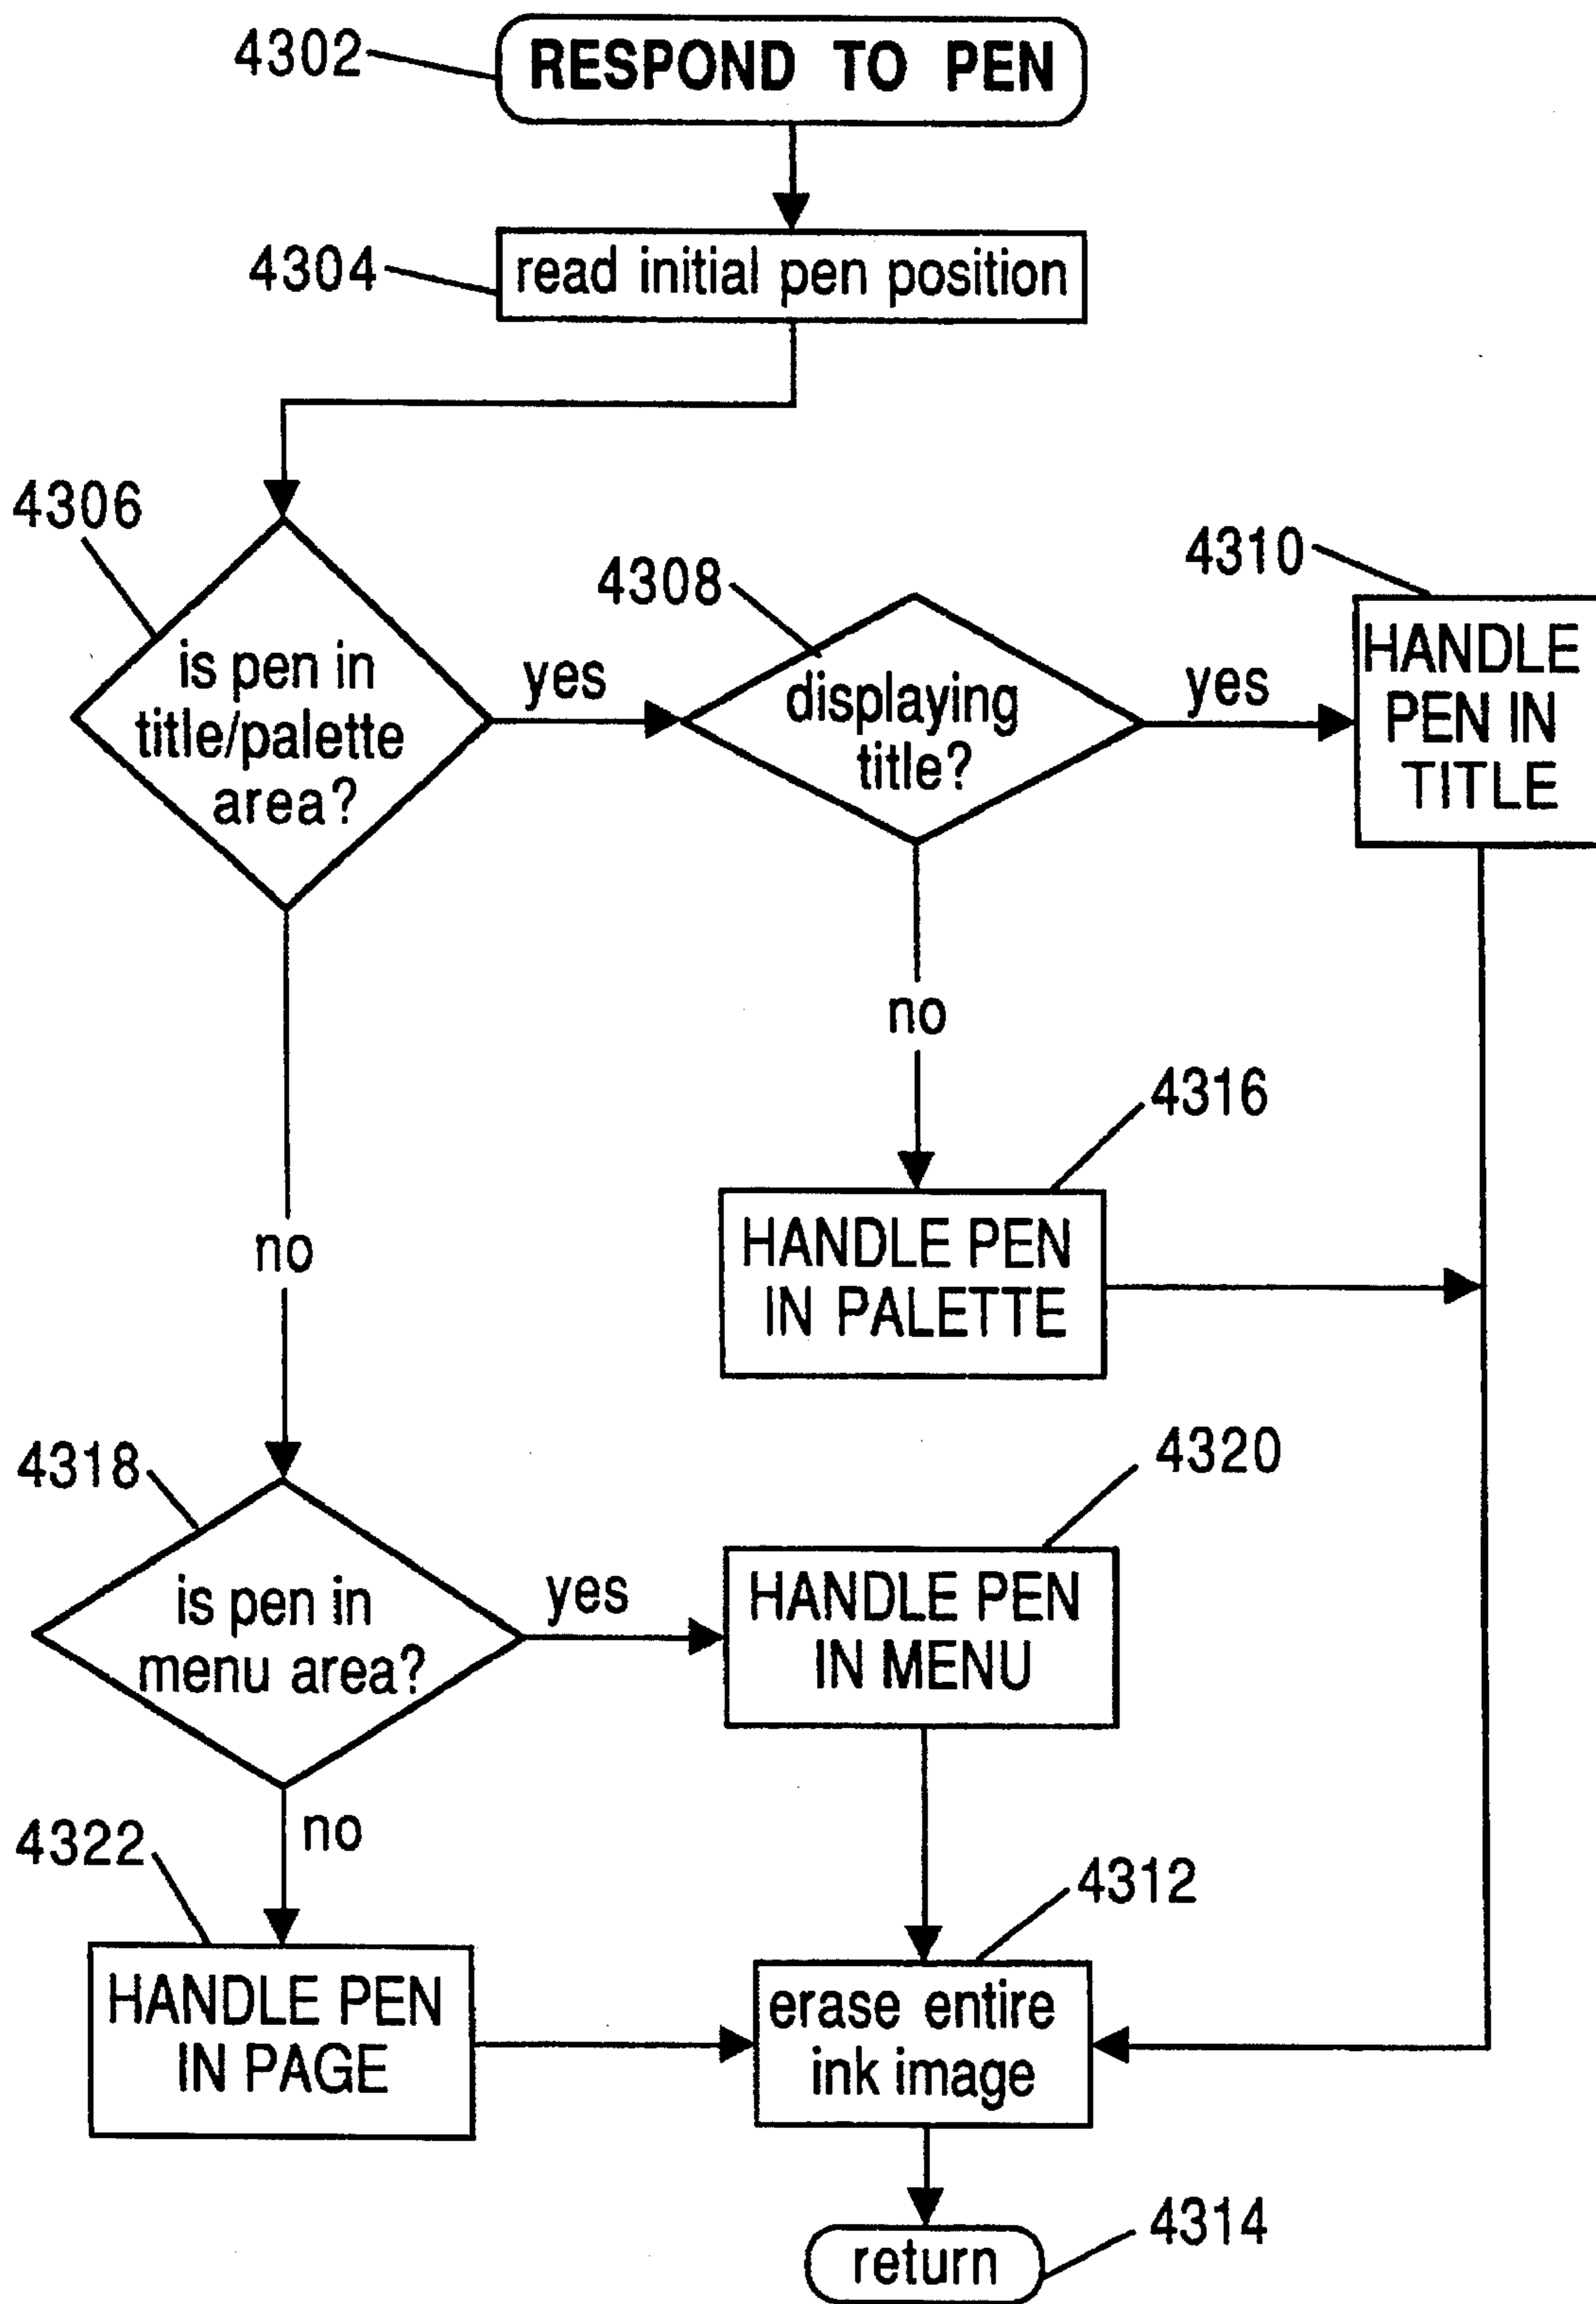 4302
RESPOND TO PEN
4304
read initial pen position
4306
is pen in
title/palette
area?
yes
4308
displaying
title?
yes
4310
HANDLE
PEN IN
TITLE
no
4316
HANDLE PEN
IN PALETTE
no
4318
is pen in
menu area?
yes
4320
HANDLE PEN
IN MENU
no
4322
HANDLE PEN
IN PAGE
4312
erase entire
ink image
4314
return